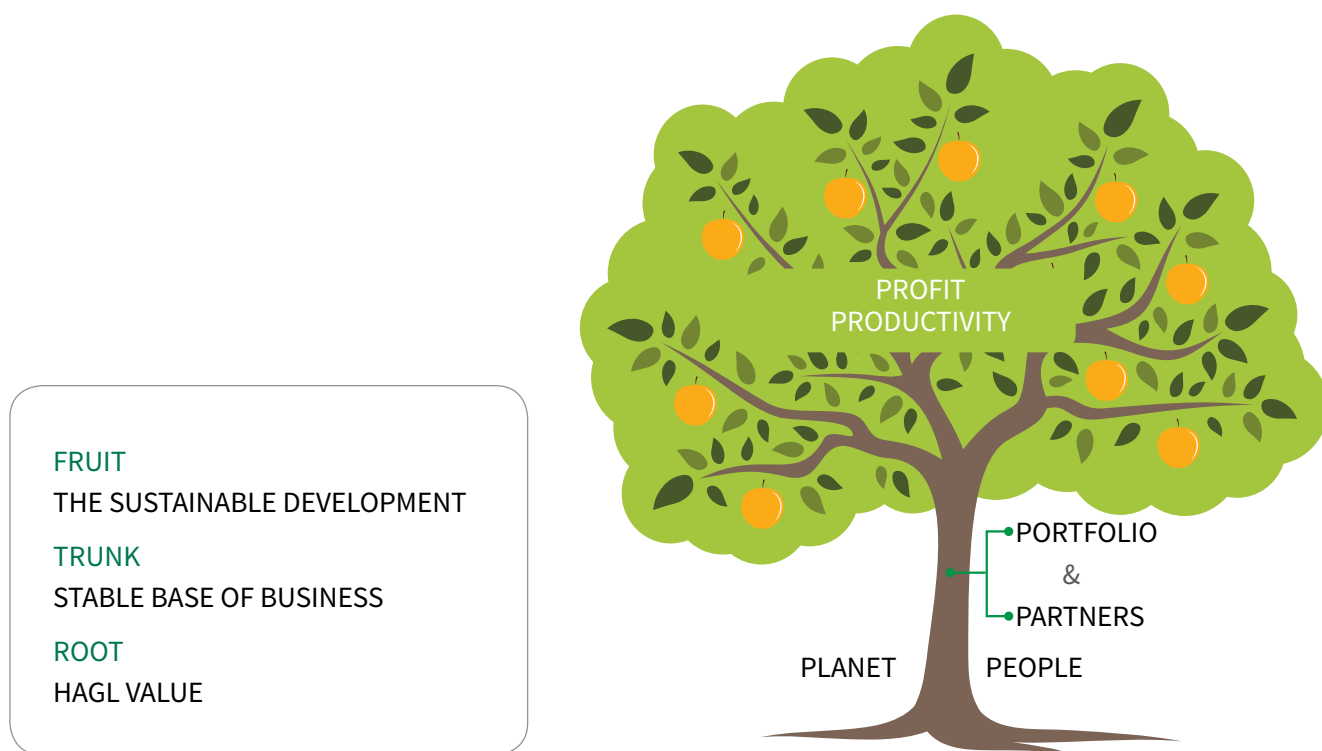 FRUIT
THE SUSTAINABLE DEVELOPMENT
TRUNK
STABLE BASE OF BUSINESS
ROOT
HAGL VALUE
PROFIT
PRODUCTIVITY
PORTFOLIO
&
PARTNERS
PLANET
PEOPLE